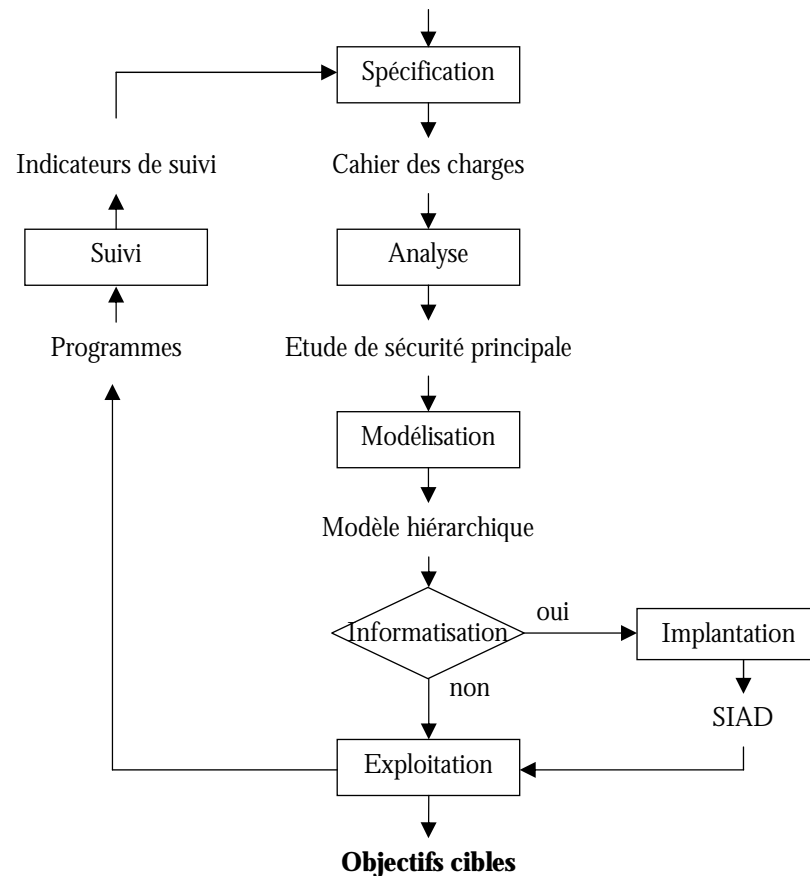 Spécification
Indicateurs de suivi
Cahier des charges
Suivi
Analyse
Programmes
Etude de sécurité principale
Modélisation
Modèle hiérarchique
Informatisation
oui
Implantation
non
SIAD
Exploitation
Objectifs cibles